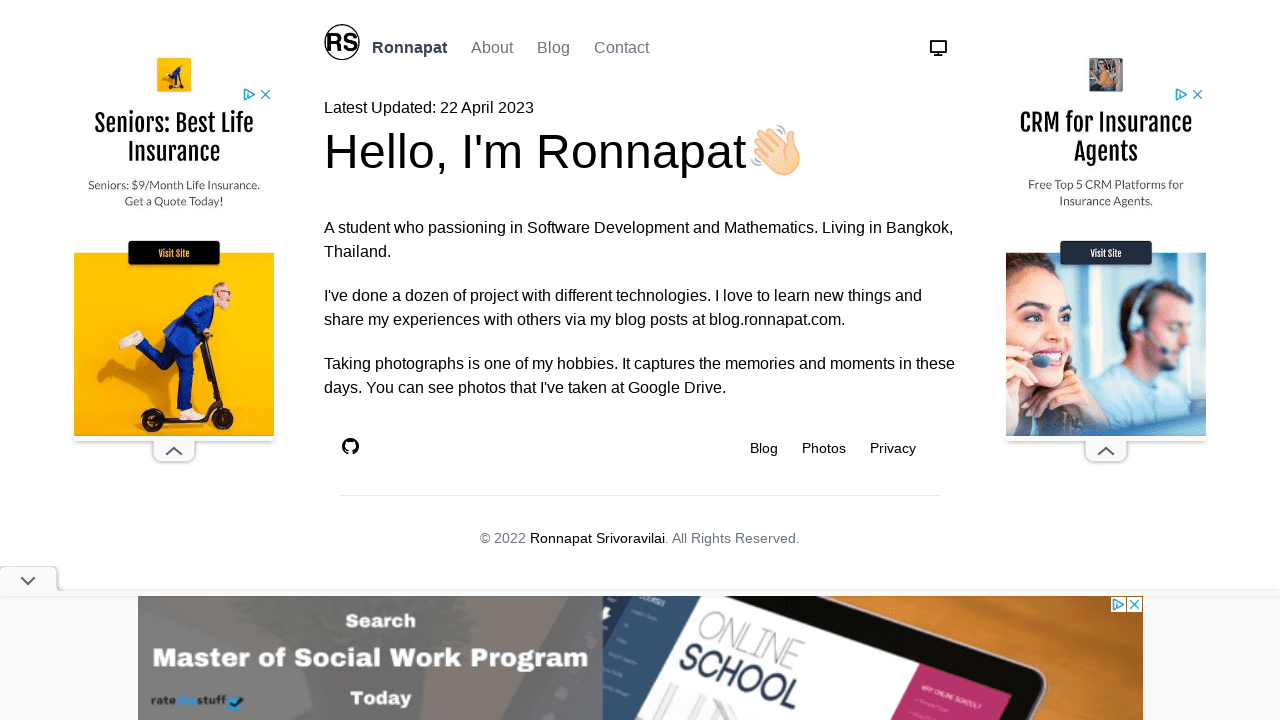 RS
Ronnapat
About
Blog
Contact
Latest Updated: 22 April 2023
Hello, I'm Ronnapat👋🏻
A student who passioning in Software Development and Mathematics. Living in Bangkok,
Thailand.
I've done a dozen of project with different technologies. I love to learn new things and
share my experiences with others via my blog posts at blog.ronnapat.com.
Taking photographs is one of my hobbies. It captures the memories and moments in these
days. You can see photos that I've taken at Google Drive.
Blog
Photos
Privacy
© 2022 Ronnapat Srivoravilai. All Rights Reserved.
Seniors: Best Life
Insurance
Seniors: $9/Month Life Insurance.
Get a Quote Today!
Visit Site
CRM for Insurance
Agents
Free Top 5 CRM Platforms for
Insurance Agents.
Visit Site
Search
Master of Social Work Program
Today
ONLINE
SCHOOL